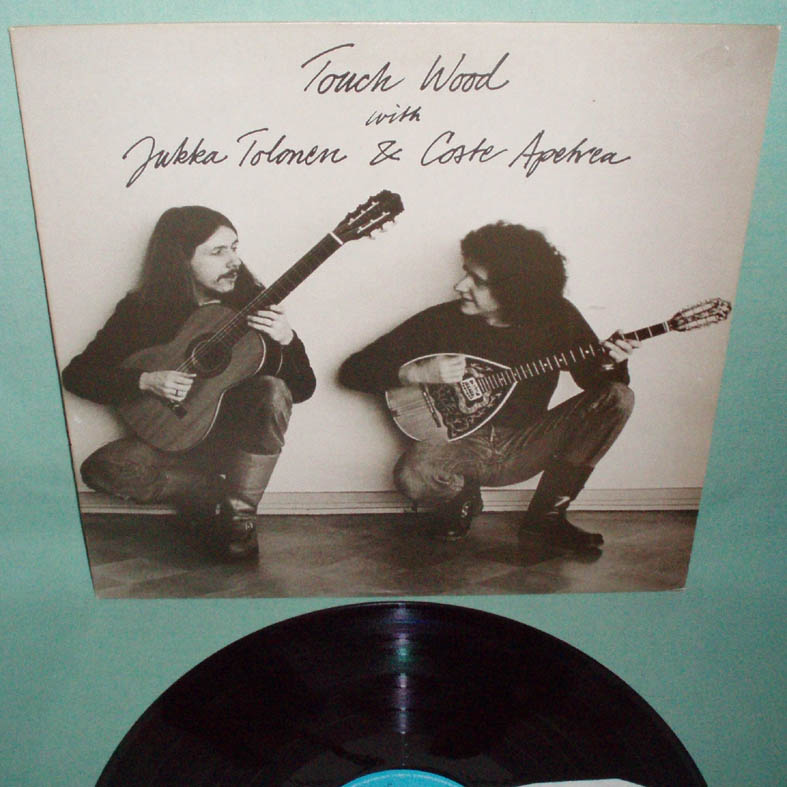 Touch Wood
with
Jukka Tolonen & Coste Apetrea